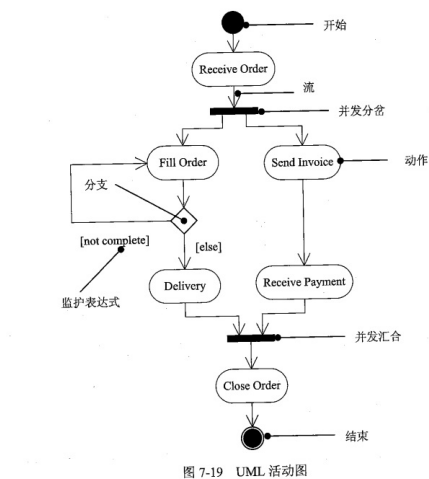 开始
Receive Order
流
并发分岔
Fill Order
Send Invoice
动作
分支
[not complete]
[else]
Delivery
Receive Payment
监护表达式
并发汇合
Close Order
结束
图 7-19 UML 活动图